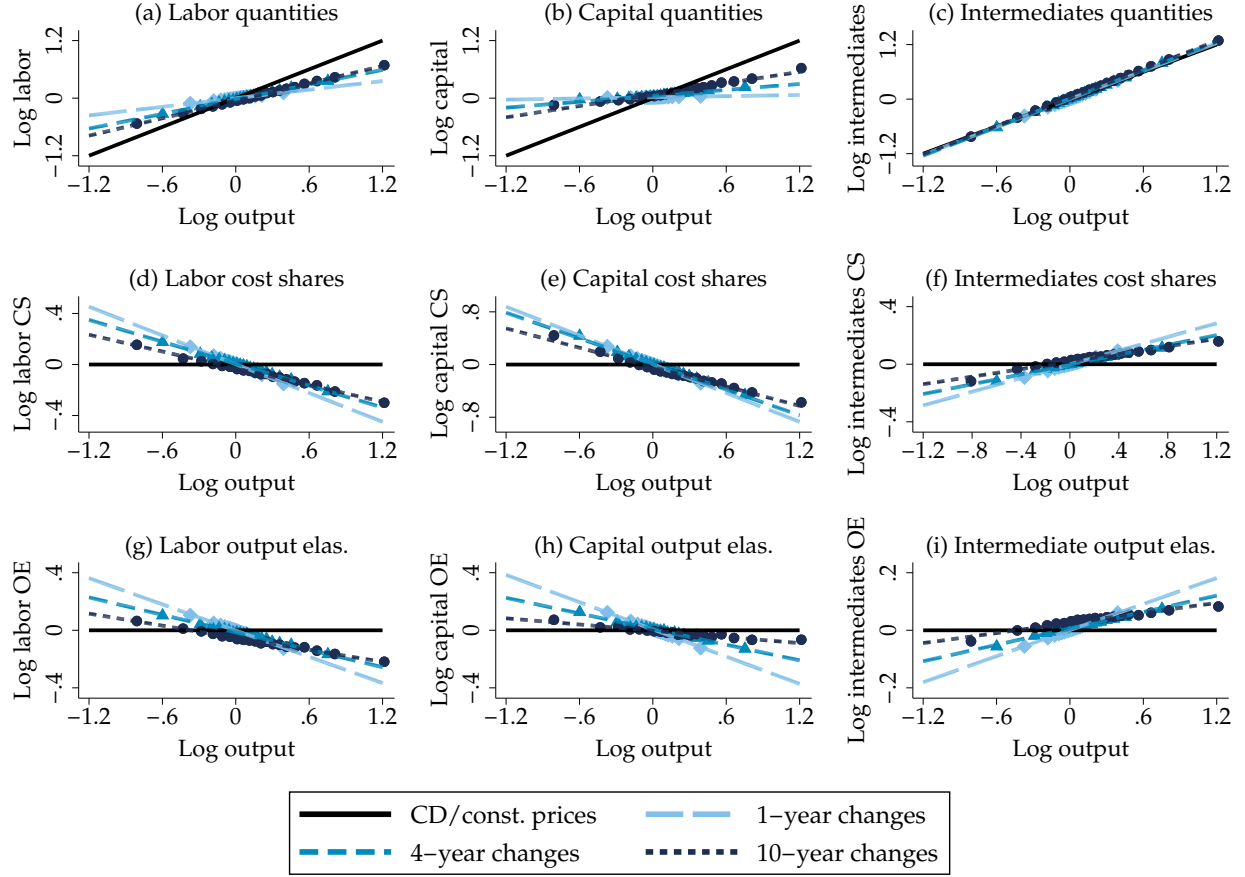 (a) Labor quantities
Log labor
1.2
0
−1.2
−1.2 −.6 0 .6 1.2
Log output
(b) Capital quantities
Log capital
1.2
0
−1.2
−1.2 −.6 0 .6 1.2
Log output
(c) Intermediates quantities
Log intermediates
1.2
0
−1.2
−1.2 −.6 0 .6 1.2
Log output
(d) Labor cost shares
Log labor CS
.4
0
−.4
−1.2 −.6 0 .6 1.2
Log output
(e) Capital cost shares
Log capital CS
.8
0
−.8
−1.2 −.6 0 .6 1.2
Log output
(f) Intermediates cost shares
Log intermediates CS
.4
0
−.4
−1.2 −.8 −.4 0 .4 .8 1.2
Log output
(g) Labor output elas.
Log labor OE
.4
0
−.4
−1.2 −.6 0 .6 1.2
Log output
(h) Capital output elas.
Log capital OE
.4
0
−.4
−1.2 −.6 0 .6 1.2
Log output
(i) Intermediate output elas.
Log intermediates OE
.2
0
−.2
−1.2 −.6 0 .6 1.2
Log output
CD/const. prices
1−year changes
4−year changes
10−year changes